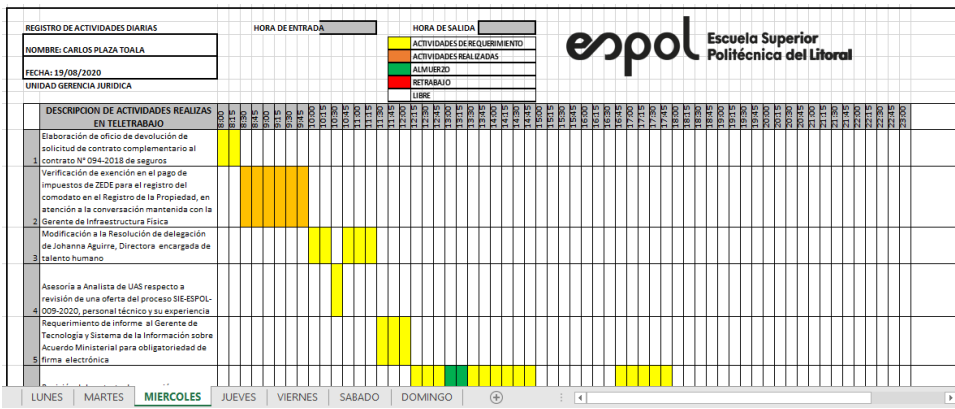 REGISTRO DE ACTIVIDADES DIARIAS HORA DE ENTRADA HORA DE SALIDA
NOMBRE: CARLOS PLAZA TOALA
FECHA: 19/08/2020
UNIDAD GERENCIA JURIDICA
ACTIVIDADES DE REQUERIMIENTO
ACTIVIDADES REALIZADAS
ALMUERZO
RETRABAJO
LIBRE
espol Escuela Superior
Politécnica del Litoral
DESCRIPCION DE ACTIVIDADES REALIZAS
EN TELETRABAJO
8:00 8:15 8:30 8:45 9:00 9:15 9:30 9:45 10:00 10:15 10:30 10:45 11:00 11:15 11:30 11:45 12:00 12:15 12:30 12:45 13:00 13:15 13:30 13:45 14:00 14:15 14:30 14:45 15:00 15:15 15:30 15:45 16:00 16:15 16:30 16:45 17:00 17:15 17:30 17:45 18:00 18:15 18:30 18:45 19:00 19:15 19:30 19:45 20:00 20:15 20:30 20:45 21:00 21:15 21:30 21:45 22:00 22:15 22:30 22:45 23:00
Elaboración de oficio de devolución de
solicitud de contrato complementario al
1 contrato N° 094-2018 de seguros
Verificación de exención en el pago de
impuestos de ZEDE para el registro del
comodato en el Registro de la Propiedad, en
atención a la conversación mantenida con la
2 Gerente de Infraestructura Física
Modificación a la Resolución de delegación
de Johanna Aguirre, Directora encargada de
3 talento humano
Asesoría a Analista de UAS respecto a
revisión de una oferta del proceso SIE-ESPOL-
4 009-2020, personal técnico y su experiencia
Requerimiento de informe al Gerente de
Tecnología y Sistema de la Información sobre
Acuerdo Ministerial para obligatoriedad de
5 firma electrónica
LUNES MARTES MIERCOLES JUEVES VIERNES SABADO DOMINGO